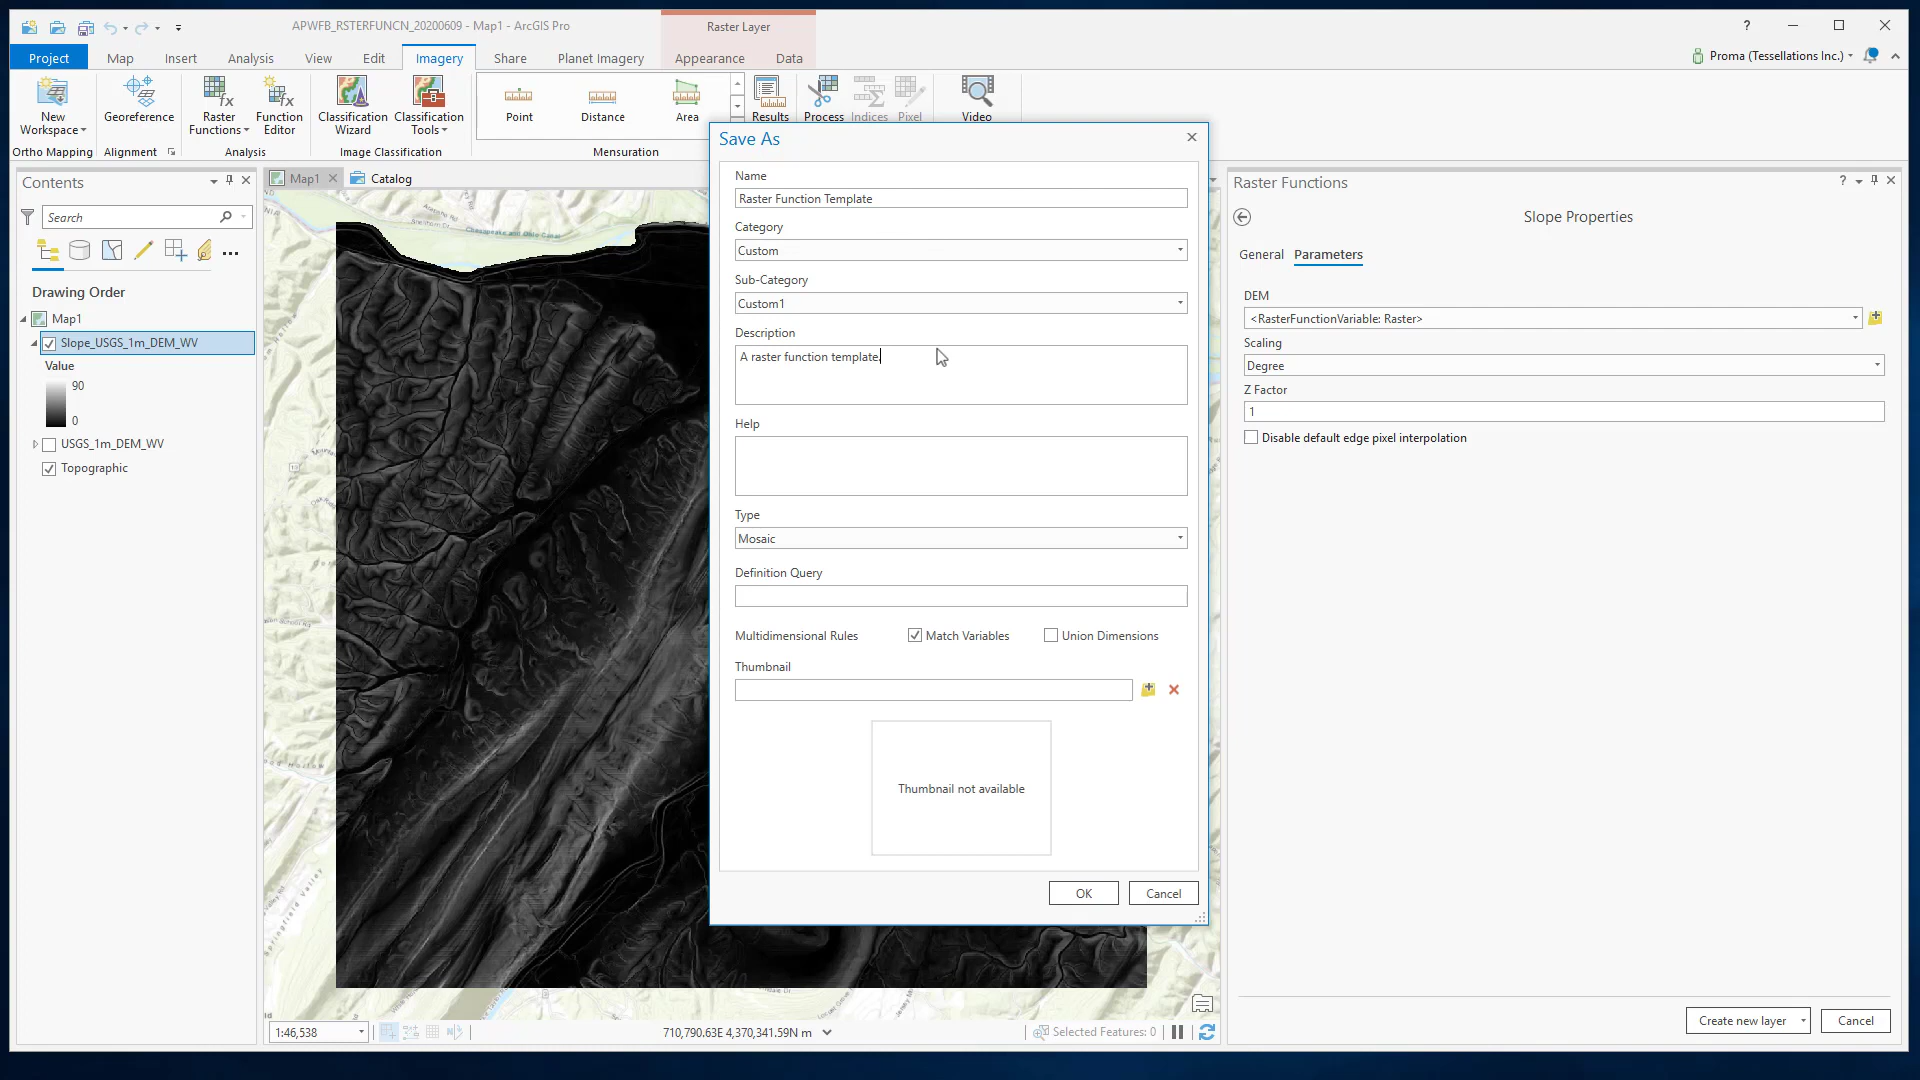 APWFB_RSTERFUNCN_20200609 - Map1 - ArcGIS Pro
Raster Layer
?
Project
Map
Insert
Analysis
View
Edit
Imagery
Share
Planet Imagery
Appearance
Data
Proma (Tessellations Inc.)
New Workspace
Georeference
Raster Functions
Function Editor
Classification Wizard
Classification Tools
Point
Distance
Area
Results
Process
Indices
Pixel
Video
Ortho Mapping
Alignment
Analysis
Image Classification
Mensuration
Contents
Search
Drawing Order
Map1
Slope_USGS_1m_DEM_WV
Value
90
0
USGS_1m_DEM_WV
Topographic
Map1
Catalog
Chesapeake and Ohio Canal
Save As
Name
Raster Function Template
Category
Custom
Sub-Category
Custom1
Description
A raster function template.
Help
Type
Mosaic
Definition Query
Multidimensional Rules
Match Variables
Union Dimensions
Thumbnail
Thumbnail not available
OK
Cancel
Raster Functions
?
Slope Properties
General
Parameters
DEM
<RasterFunctionVariable: Raster>
Scaling
Degree
Z Factor
1
Disable default edge pixel interpolation
Create new layer
Cancel
1:46,538
710,790.63E 4,370,341.59N m
Selected Features: 0